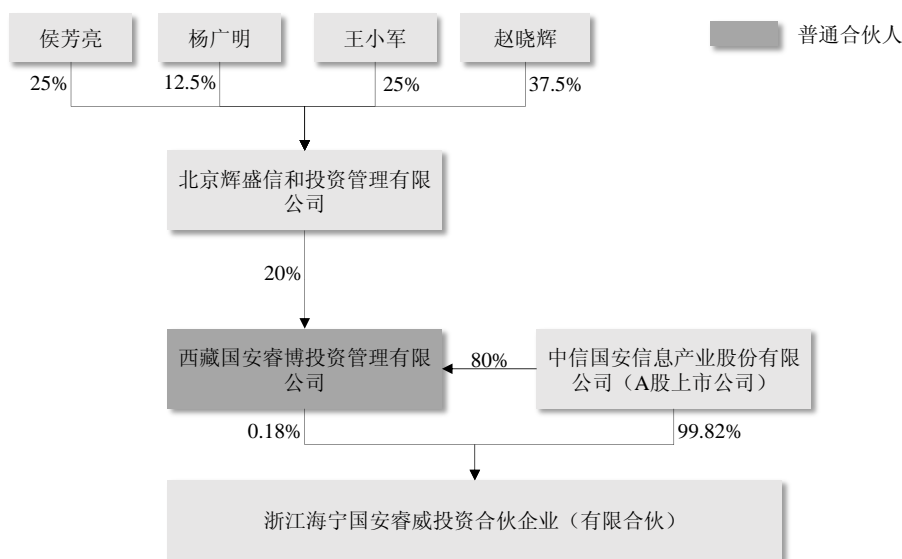 侯芳亮
杨广明
王小军
赵晓辉
普通合伙人
25%
12.5%
25%
37.5%
北京辉盛信和投资管理有限
公司
20%
西藏国安睿博投资管理有限
公司
80%
中信国安信息产业股份有限
公司（A股上市公司）
0.18%
99.82%
浙江海宁国安睿威投资合伙企业（有限合伙）